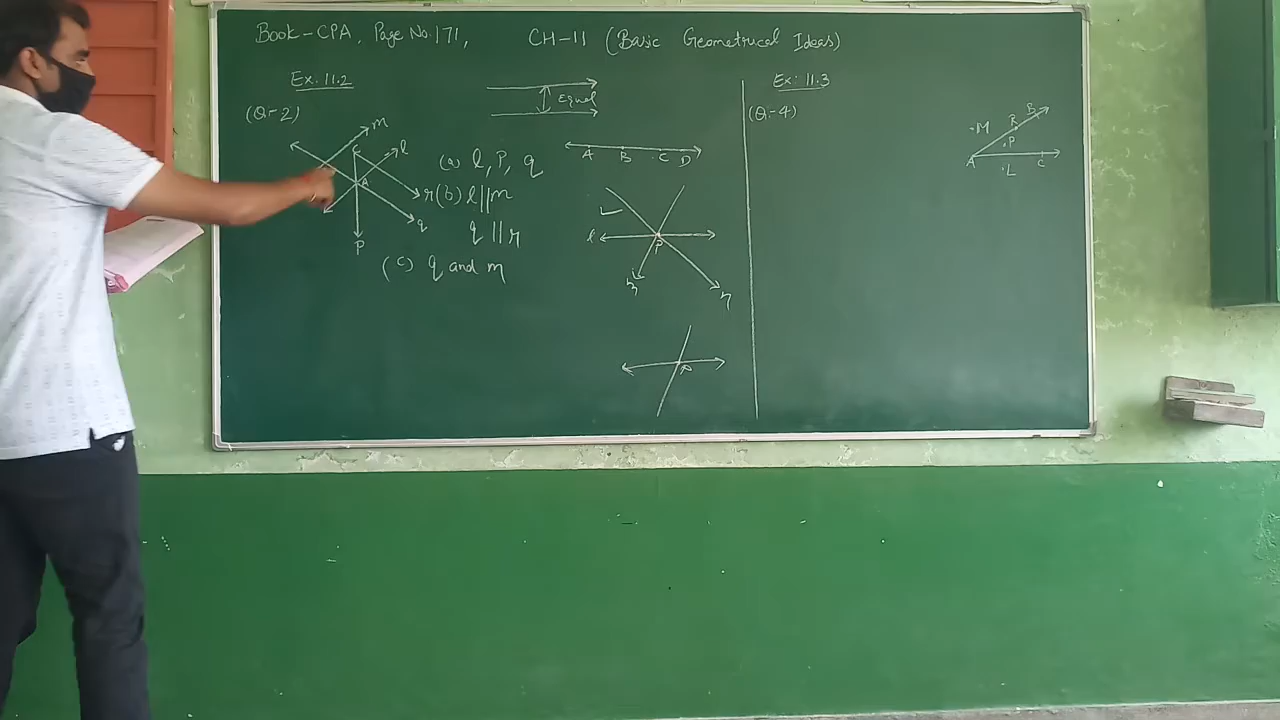 Book-CPA, Page No. 171, CH-11 (Basic Geometrical Ideas)
Ex. 11.2
(Q-2)
m
l
C
A
r
q
P
(a) l, P, q
(b) l||m
q||r
(c) q and m
Equal
A B C D
l
P
m
n
P
Ex. 11.3
(Q-4)
B
R
M
P
A
C
L